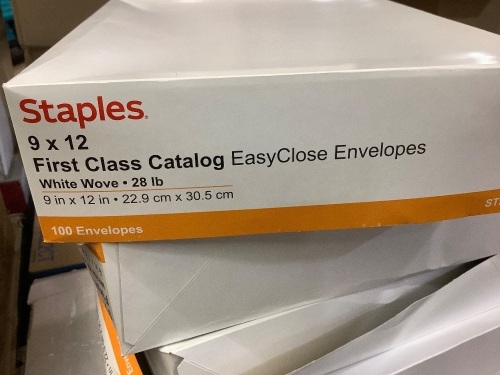 Staples.
9 x 12
First Class Catalog EasyClose Envelopes
White Wove • 28 lb
9 in x 12 in • 22.9 cm x 30.5 cm
100 Envelopes